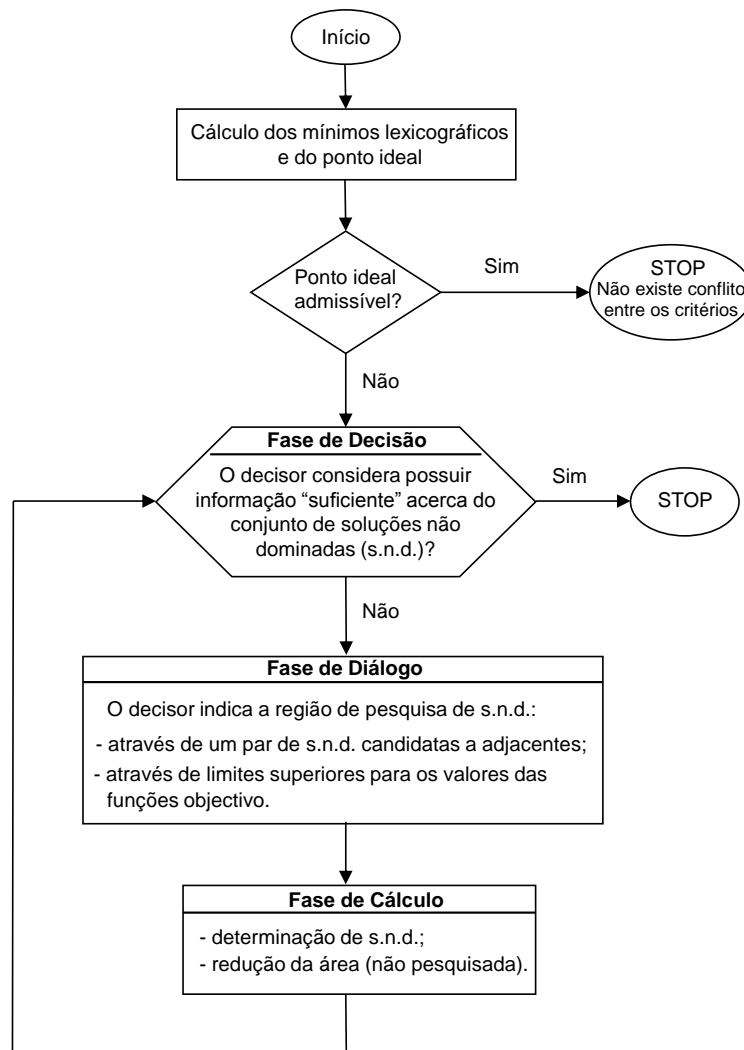 Início
Cálculo dos mínimos lexicográficos
e do ponto ideal
Ponto ideal
admissível?
Sim
STOP
Não existe conflito
entre os critérios
Não
Fase de Decisão
O decisor considera possuir
informação “suficiente” acerca do
conjunto de soluções não
dominadas (s.n.d.)?
Sim
STOP
Não
Fase de Diálogo
O decisor indica a região de pesquisa de s.n.d.:
- através de um par de s.n.d. candidatas a adjacentes;
- através de limites superiores para os valores das
funções objectivo.
Fase de Cálculo
- determinação de s.n.d.;
- redução da área (não pesquisada).